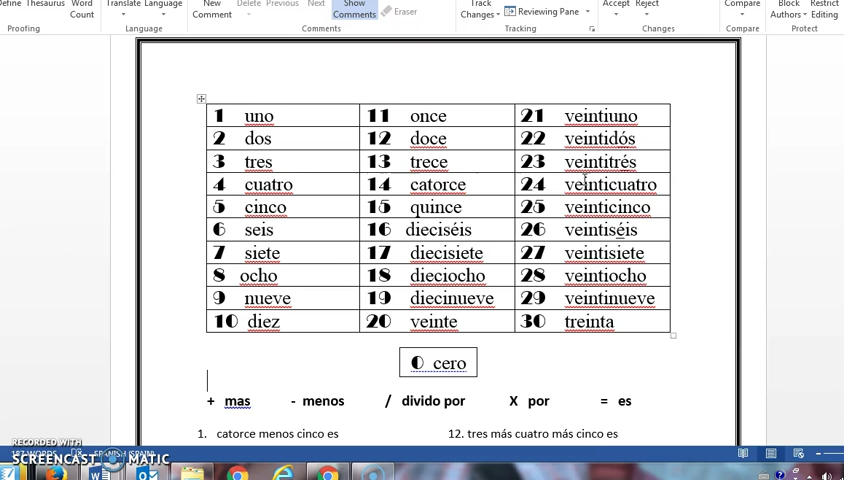 Define Thesaurus Word Count Translate Language New Comment Delete Previous Next Show Comments Eraser Track Changes Reviewing Pane Accept Reject Compare Block Authors Restrict Editing
Proofing Language Comments Tracking Changes Compare Protect
1 uno 11 once 21 veintiuno
2 dos 12 doce 22 veintidós
3 tres 13 trece 23 veintitrés
4 cuatro 14 catorce 24 veinticuatro
5 cinco 15 quince 25 veinticinco
6 seis 16 dieciséis 26 veintiséis
7 siete 17 diecisiete 27 veintisiete
8 ocho 18 dieciocho 28 veintiocho
9 nueve 19 diecinueve 29 veintinueve
10 diez 20 veinte 30 treinta
0 cero
+ mas - menos / divido por X por = es
1. catorce menos cinco es 12. tres más cuatro más cinco es
RECORDED WITH
SCREENCAST MATIC